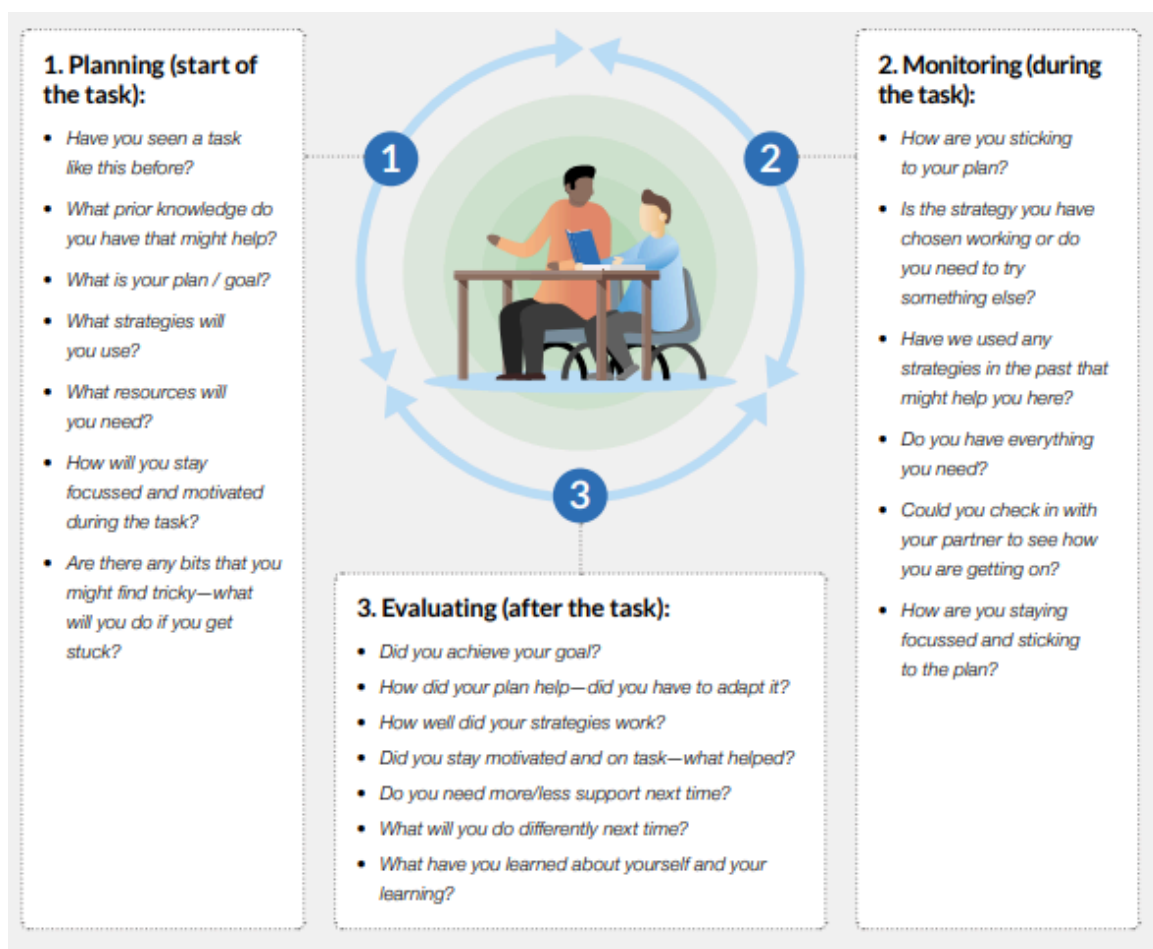 1. Planning (start of
the task):
• Have you seen a task
like this before?
• What prior knowledge do
you have that might help?
• What is your plan / goal?
• What strategies will
you use?
• What resources will
you need?
• How will you stay
focussed and motivated
during the task?
• Are there any bits that you
might find tricky—what
will you do if you get
stuck?
1
2
3
2. Monitoring (during
the task):
• How are you sticking
to your plan?
• Is the strategy you have
chosen working or do
you need to try
something else?
• Have we used any
strategies in the past that
might help you here?
• Do you have everything
you need?
• Could you check in with
your partner to see how
you are getting on?
• How are you staying
focussed and sticking
to the plan?
3. Evaluating (after the task):
• Did you achieve your goal?
• How did your plan help—did you have to adapt it?
• How well did your strategies work?
• Did you stay motivated and on task—what helped?
• Do you need more/less support next time?
• What will you do differently next time?
• What have you learned about yourself and your
learning?